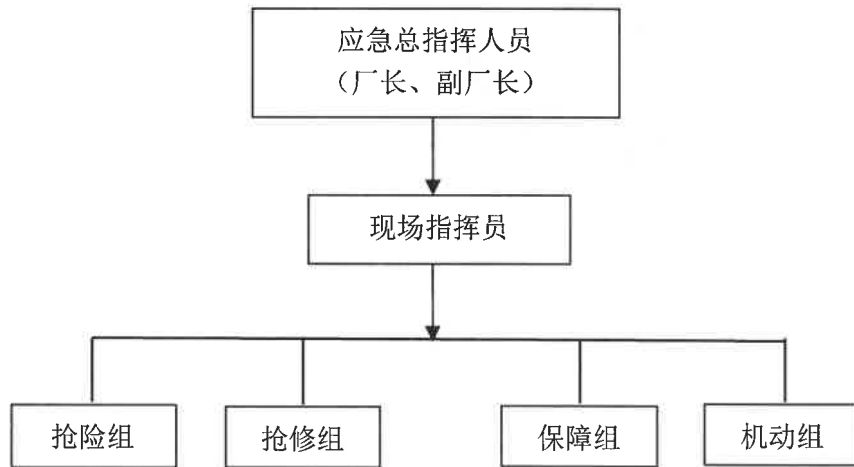 应急总指挥人员
（厂长、副厂长）
现场指挥员
抢险组
抢修组
保障组
机动组